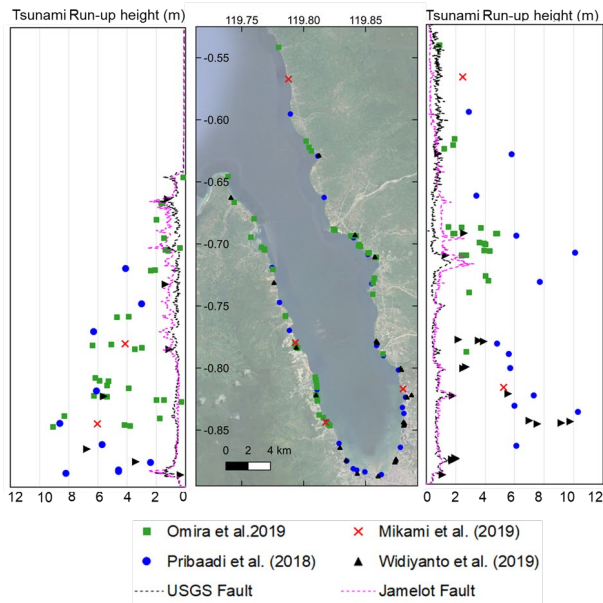 Tsunami Run-up height (m)
119.75 119.80 119.85
Tsunami Run-up height (m)
-0.55
-0.60
-0.65
-0.70
-0.75
-0.80
-0.85
0 2 4 km
12 10 8 6 4 2 0
0 2 4 6 8 10 12
Omira et al.2019 Mikami et al. (2019)
Pribaadi et al. (2018) Widiyanto et al. (2019)
USGS Fault Jamelot Fault